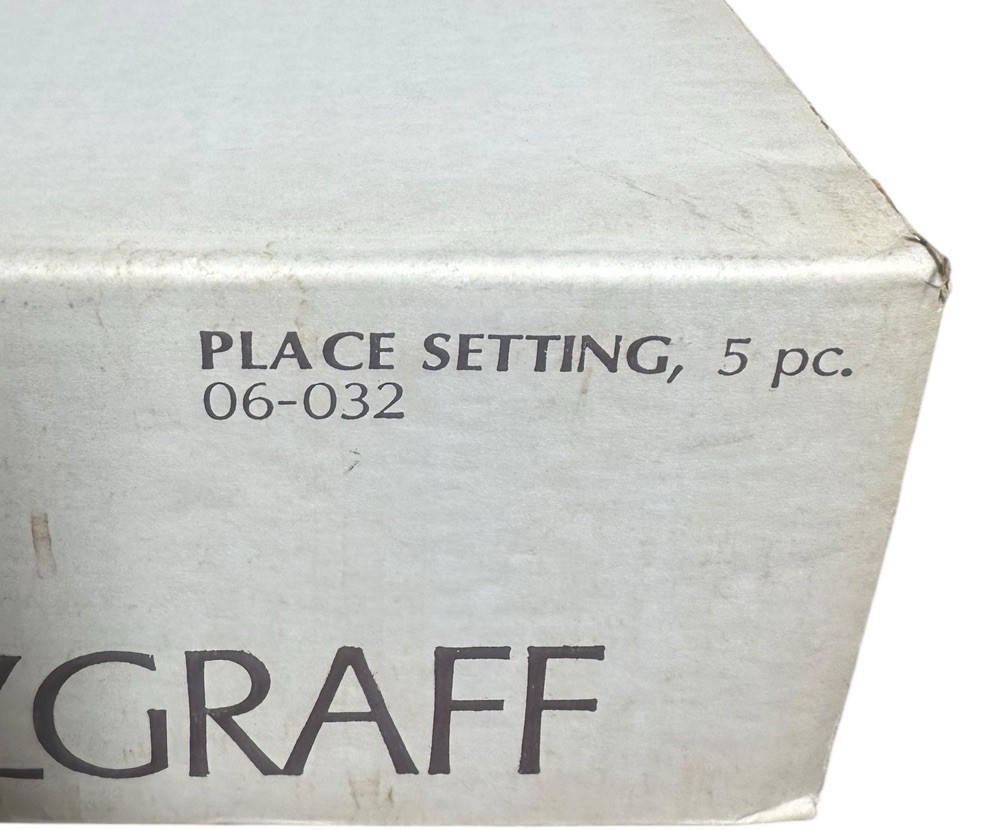 PLACE SETTING, 5 pc.
06-032
ZGRAFF